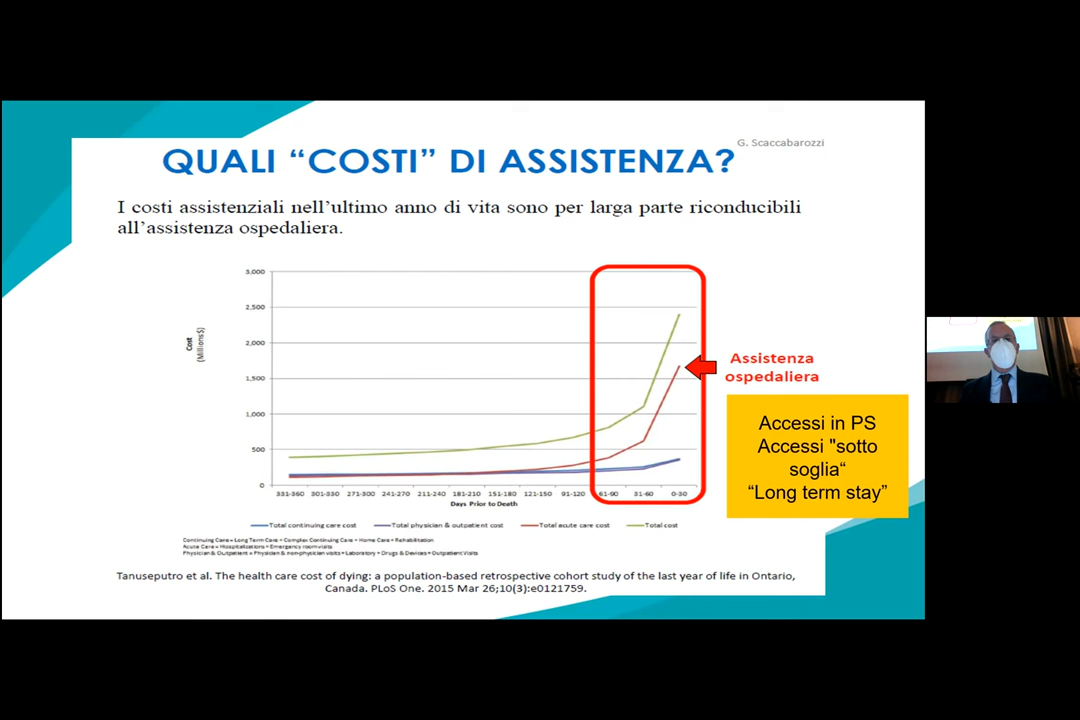 G. Scaccabarozzi
QUALI “COSTI” DI ASSISTENZA?
I costi assistenziali nell’ultimo anno di vita sono per larga parte riconducibili
all’assistenza ospedaliera.
3,000
2,500
2,000
1,500
1,000
500
0
Cost
(Millions $)
331-360 301-330 271-300 241-270 211-240 181-210 151-180 121-150 91-120 61-90 31-60 0-30
Days Prior to Death
Total continuing care cost Total physician & outpatient cost Total acute care cost Total cost
Continuing Care = Long Term Care + Complex Continuing Care + Home Care + Rehabilitation
Acute Care = Hospitalizations + Emergency room visits
Physician & Outpatient = Physician & non-physician visits + Laboratory + Drugs & Devices + Outpatient Visits
Assistenza
ospedaliera
Accessi in PS
Accessi "sotto
soglia“
“Long term stay”
Tanuseputro et al. The health care cost of dying: a population-based retrospective cohort study of the last year of life in Ontario,
Canada. PLoS One. 2015 Mar 26;10(3):e0121759.